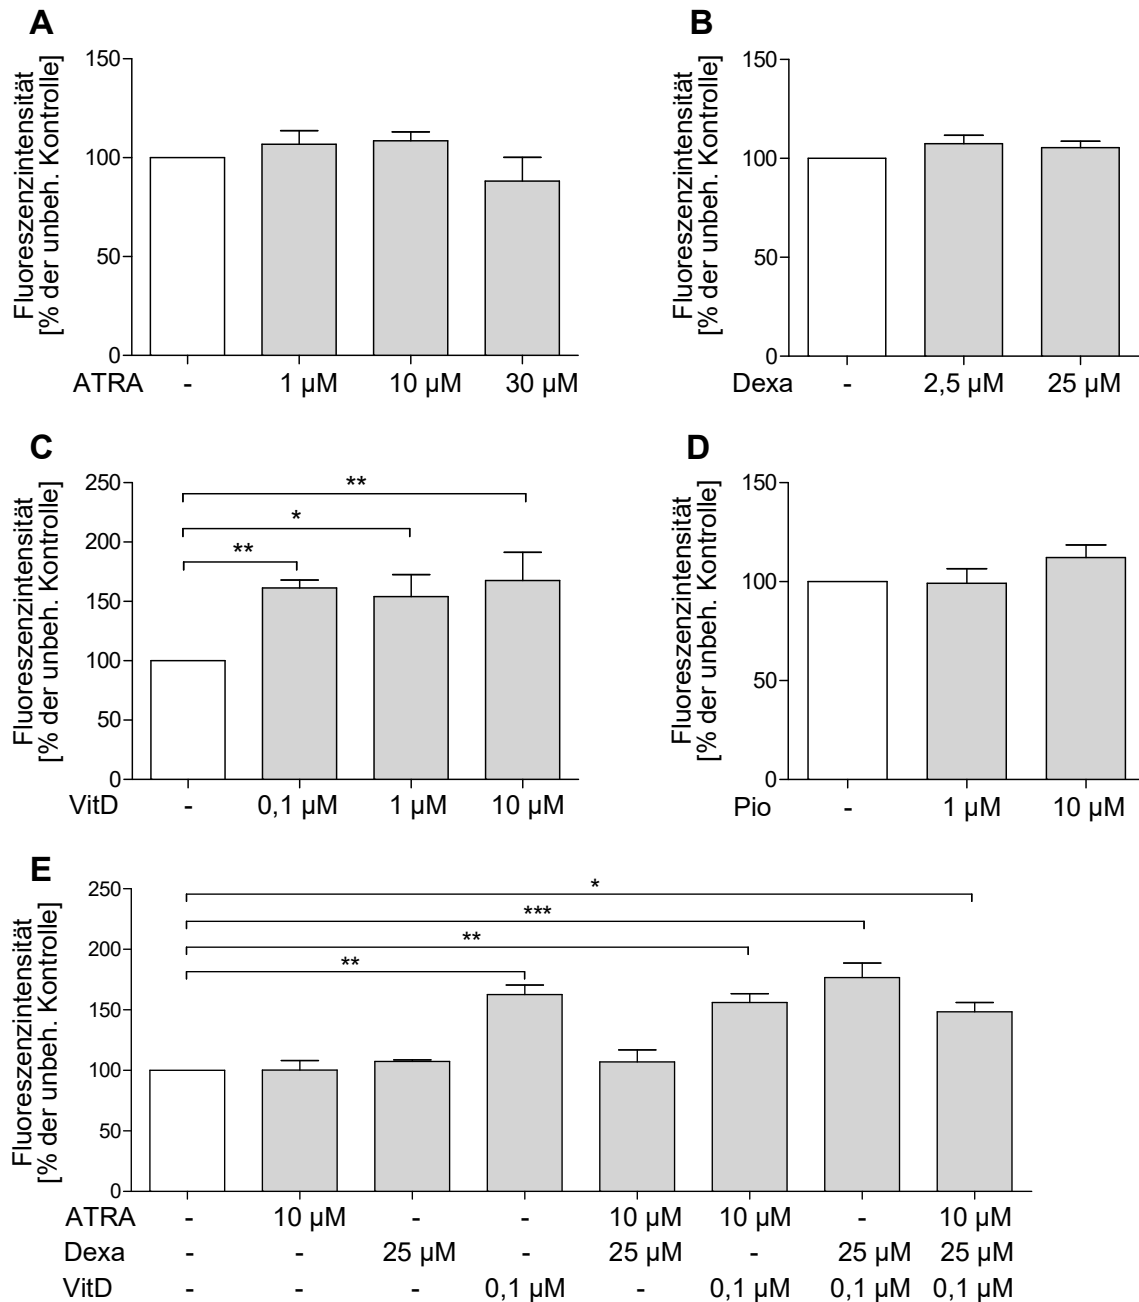 A
Fluoreszenzintensität
[% der unbeh. Kontrolle]
150
100
50
0
ATRA - 1 µM 10 µM 30 µM
B
Fluoreszenzintensität
[% der unbeh. Kontrolle]
150
100
50
0
Dexa - 2,5 µM 25 µM
C
Fluoreszenzintensität
[% der unbeh. Kontrolle]
250
200
150
100
50
0
**
*
**
VitD - 0,1 µM 1 µM 10 µM
D
Fluoreszenzintensität
[% der unbeh. Kontrolle]
150
100
50
0
Pio - 1 µM 10 µM
E
Fluoreszenzintensität
[% der unbeh. Kontrolle]
250
200
150
100
50
0
*
***
**
**
ATRA - 10 µM - - 10 µM 10 µM - 10 µM
Dexa - - 25 µM - 25 µM - 25 µM 25 µM
VitD - - - 0,1 µM - 0,1 µM 0,1 µM 0,1 µM